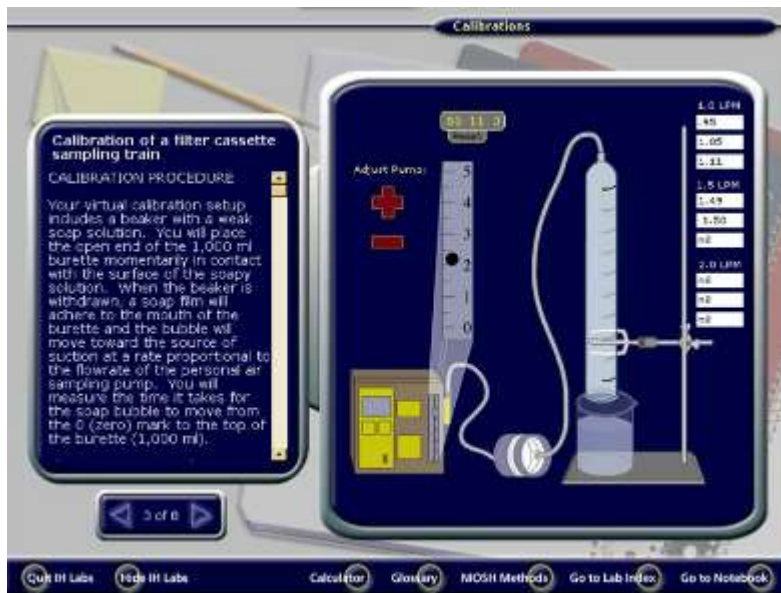 Calibrations
Calibration of a filter cassette
sampling train
CALIBRATION PROCEDURE
Your virtual calibration setup
includes a beaker with a weak
soap solution. You will place
the open end of the 1,000 ml
burette momentarily in contact
with the surface of the soapy
solution. When the beaker is
withdrawn, a soap film will
adhere to the mouth of the
burette and the bubble will
move toward the source of
suction at a rate proportional to
the flowrate of the personal air
sampling pump. You will
measure the time it takes for
the soap bubble to move from
the 0 (zero) mark to the top of
the burette (1,000 ml).
3 of 8
Adjust Pump:
5
4
3
2
1
0
1.0 LPM
1.05
1.11
1.5 LPM
1.49
1.50
2.0 LPM
Quit IH Labs
Hide IH Labs
Calculator
Glossary
NIOSH Methods
Go to Lab Index
Go to Notebook